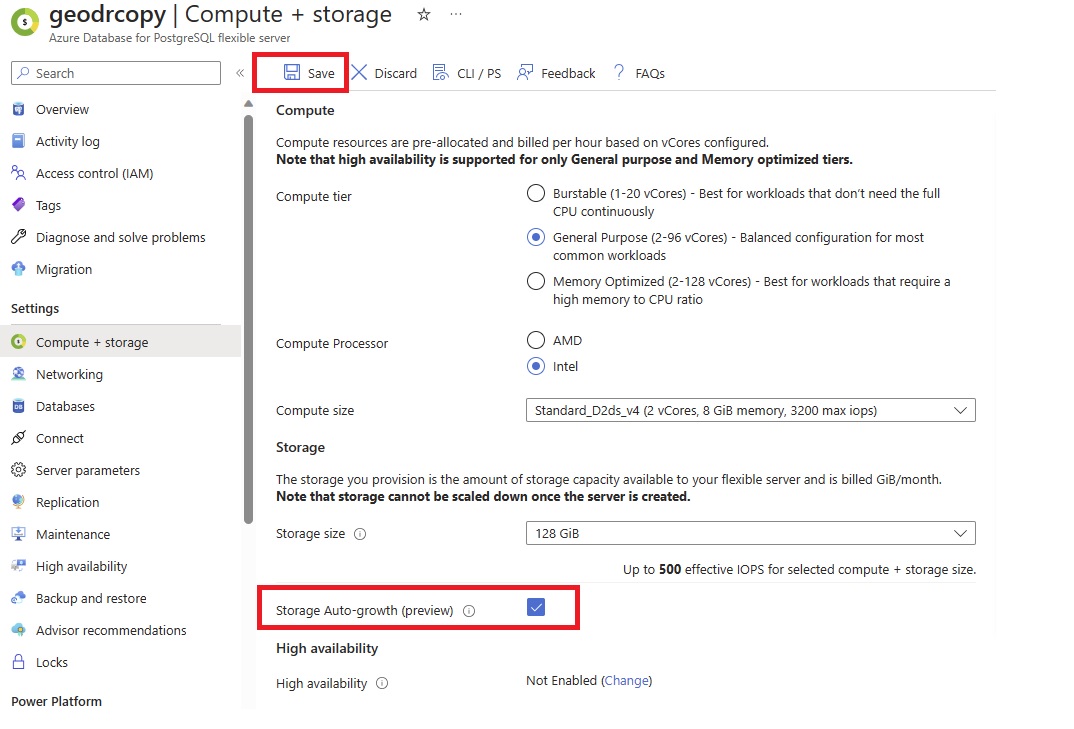 geodrcopy | Compute + storage ☆ ···
Azure Database for PostgreSQL flexible server
Search
«
Save
Discard
CLI / PS
Feedback
? FAQs
Overview
Activity log
Access control (IAM)
Tags
Diagnose and solve problems
Migration
Settings
Compute + storage
Networking
Databases
Connect
Server parameters
Replication
Maintenance
High availability
Backup and restore
Advisor recommendations
Locks
Power Platform
Compute
Compute resources are pre-allocated and billed per hour based on vCores configured.
Note that high availability is supported for only General purpose and Memory optimized tiers.
Compute tier
Burstable (1-20 vCores) - Best for workloads that don’t need the full
CPU continuously
General Purpose (2-96 vCores) - Balanced configuration for most
common workloads
Memory Optimized (2-128 vCores) - Best for workloads that require a
high memory to CPU ratio
Compute Processor
AMD
Intel
Compute size
Standard_D2ds_v4 (2 vCores, 8 GiB memory, 3200 max iops)
Storage
The storage you provision is the amount of storage capacity available to your flexible server and is billed GiB/month.
Note that storage cannot be scaled down once the server is created.
Storage size
128 GiB
Up to 500 effective IOPS for selected compute + storage size.
Storage Auto-growth (preview)
High availability
High availability
Not Enabled (Change)